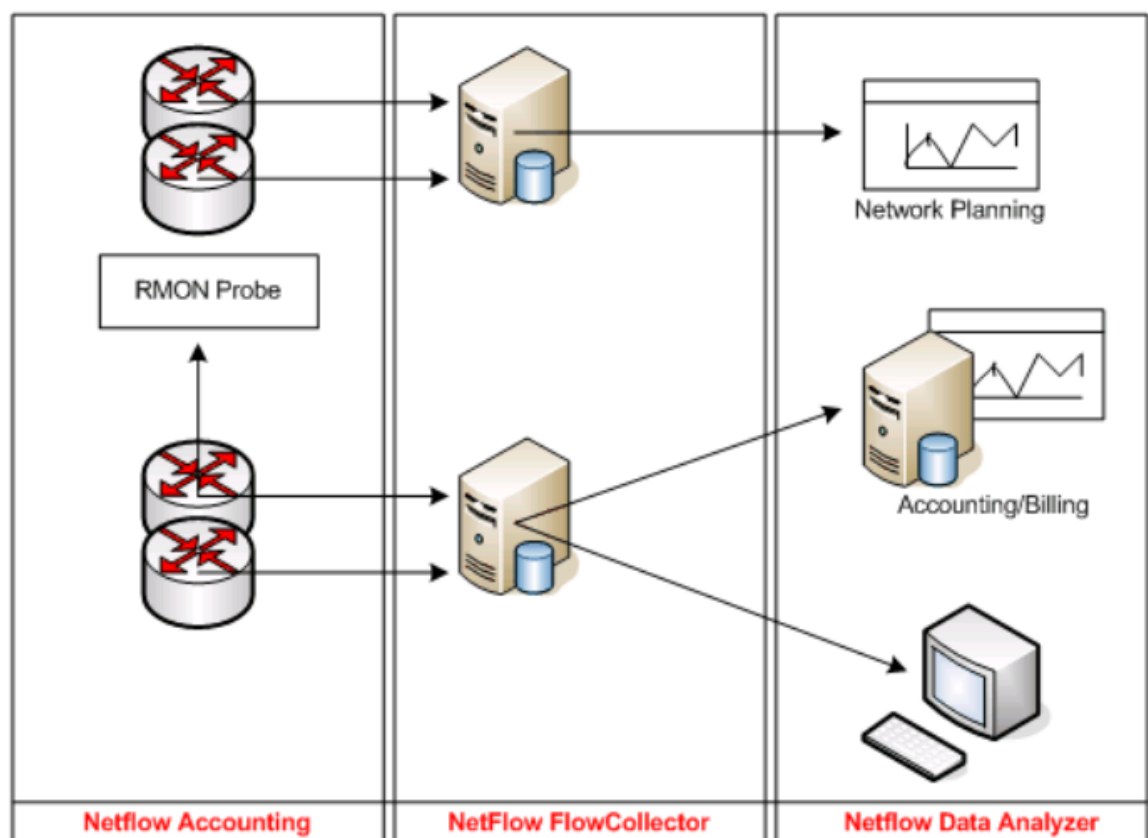 Network Planning
RMON Probe
Accounting/Billing
Netflow Accounting
NetFlow FlowCollector
Netflow Data Analyzer